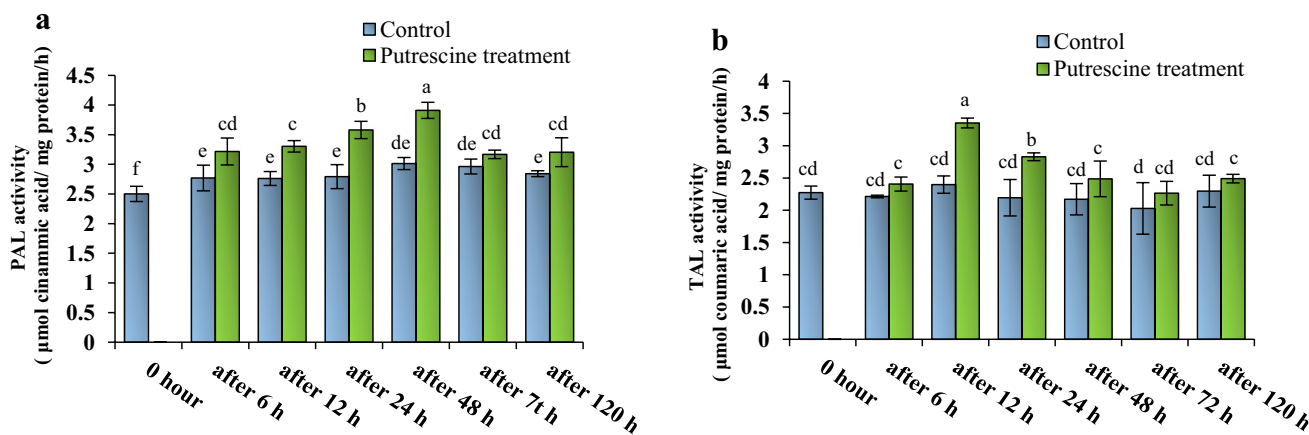 a
Control
Putrescine treatment
PAL activity
( μmol cinnamic acid/ mg protein/h)
4.5
4
3.5
3
2.5
2
1.5
1
0.5
0
f
e
cd
e
c
e
b
de
a
de
cd
e
cd
0 hour
after 6 h
after 12 h
after 24 h
after 48 h
after 7t h
after 120 h
b
Control
Putrescine treatment
TAL activity
( μmol coumaric acid/ mg protein/h)
4
3.5
3
2.5
2
1.5
1
0.5
0
cd
cd
c
cd
a
cd
b
cd
c
d
cd
cd
c
0 hour
after 6 h
after 12 h
after 24 h
after 48 h
after 72 h
after 120 h